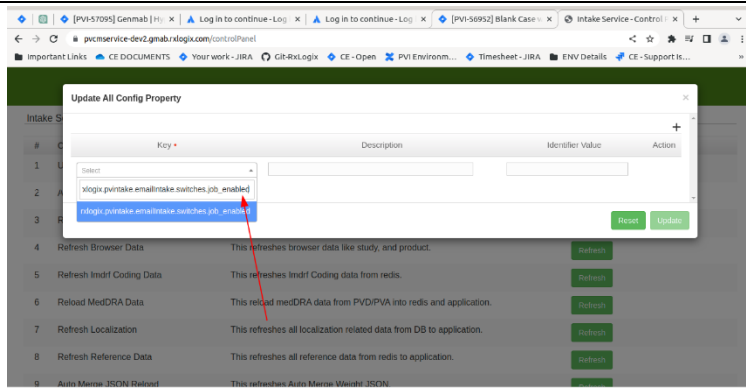 [PVI-57095] Genmab | Hy
Log in to continue - Log
Log in to continue - Log
[PVI-56952] Blank Case
Intake Service - Control
pvcmservice-dev2.gmab.rxlogix.com/controlPanel
Important Links CE DOCUMENTS Your work - JIRA Git-RxLogix CE - Open PVI Environm... Timesheet - JIRA ENV Details CE - Support Is... »
Update All Config Property ×
Intake S
+
# Key • Description Identifier Value Action
1 U Select
xlogix.pvintake.emailintake.switches.job_enabled
2 A
rxlogix.pvintake.emailintake.switches.job_enabled
3 R Reset Update
4 Refresh Browser Data This refreshes browser data like study, and product. Refresh
5 Refresh Imdrf Coding Data This refreshes Imdrf Coding data from redis. Refresh
6 Reload MedDRA Data This reload medDRA data from PVD/PVA into redis and application. Refresh
7 Refresh Localization This refreshes all localization related data from DB to application. Refresh
8 Refresh Reference Data This refreshes all reference data from redis to application. Refresh
9 Auto Merge JSON Reload This refreshes Auto Merge Weight JSON.